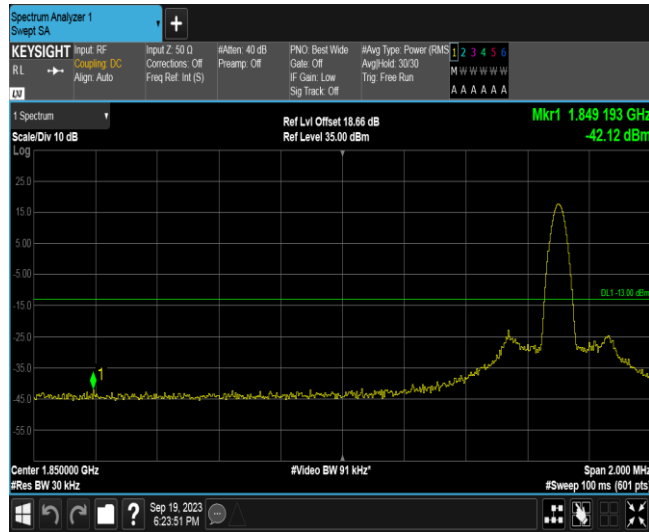 Spectrum Analyzer 1
Swept SA
+
KEYSIGHT
RL
LXI
Input: RF
Coupling: DC
Align: Auto
Input Z: 50 Ω
Corrections: Off
Freq Ref: Int (S)
#Atten: 40 dB
Preamp: Off
PNO: Best Wide
Gate: Off
IF Gain: Low
Sig Track: Off
#Avg Type: Power (RMS
Avg|Hold: 30/30
Trig: Free Run
1 2 3 4 5 6
M W W W W W
A A A A A A
1 Spectrum
Scale/Div 10 dB
Log
Ref Lvl Offset 18.66 dB
Ref Level 35.00 dBm
Mkr1 1.849 193 GHz
-42.12 dBm
25.0
15.0
5.00
-5.00
DL1 -13.00 dBm
-15.0
-25.0
-35.0
1
-45.0
-55.0
Center 1.850000 GHz
#Res BW 30 kHz
#Video BW 91 kHz*
Span 2.000 MHz
#Sweep 100 ms (601 pts)
?
Sep 19, 2023
6:23:51 PM